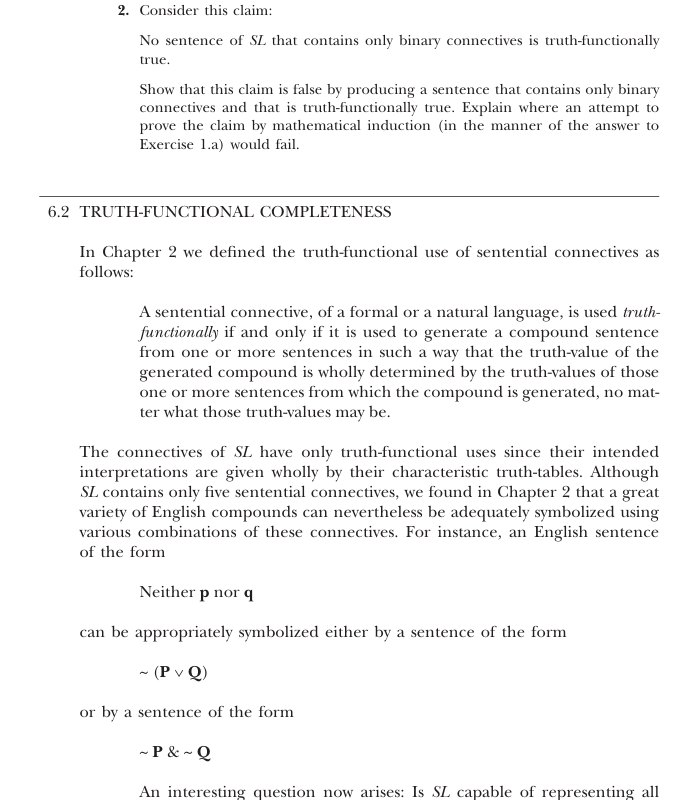 2. Consider this claim:
No sentence of SL that contains only binary connectives is truth-functionally
true.
Show that this claim is false by producing a sentence that contains only binary
connectives and that is truth-functionally true. Explain where an attempt to
prove the claim by mathematical induction (in the manner of the answer to
Exercise 1.a) would fail.
6.2 TRUTH-FUNCTIONAL COMPLETENESS
In Chapter 2 we defined the truth-functional use of sentential connectives as
follows:
A sentential connective, of a formal or a natural language, is used truth-
functionally if and only if it is used to generate a compound sentence
from one or more sentences in such a way that the truth-value of the
generated compound is wholly determined by the truth-values of those
one or more sentences from which the compound is generated, no mat-
ter what those truth-values may be.
The connectives of SL have only truth-functional uses since their intended
interpretations are given wholly by their characteristic truth-tables. Although
SL contains only five sentential connectives, we found in Chapter 2 that a great
variety of English compounds can nevertheless be adequately symbolized using
various combinations of these connectives. For instance, an English sentence
of the form
Neither p nor q
can be appropriately symbolized either by a sentence of the form
~ (P ∨ Q)
or by a sentence of the form
~ P & ~ Q
An interesting question now arises: Is SL capable of representing all